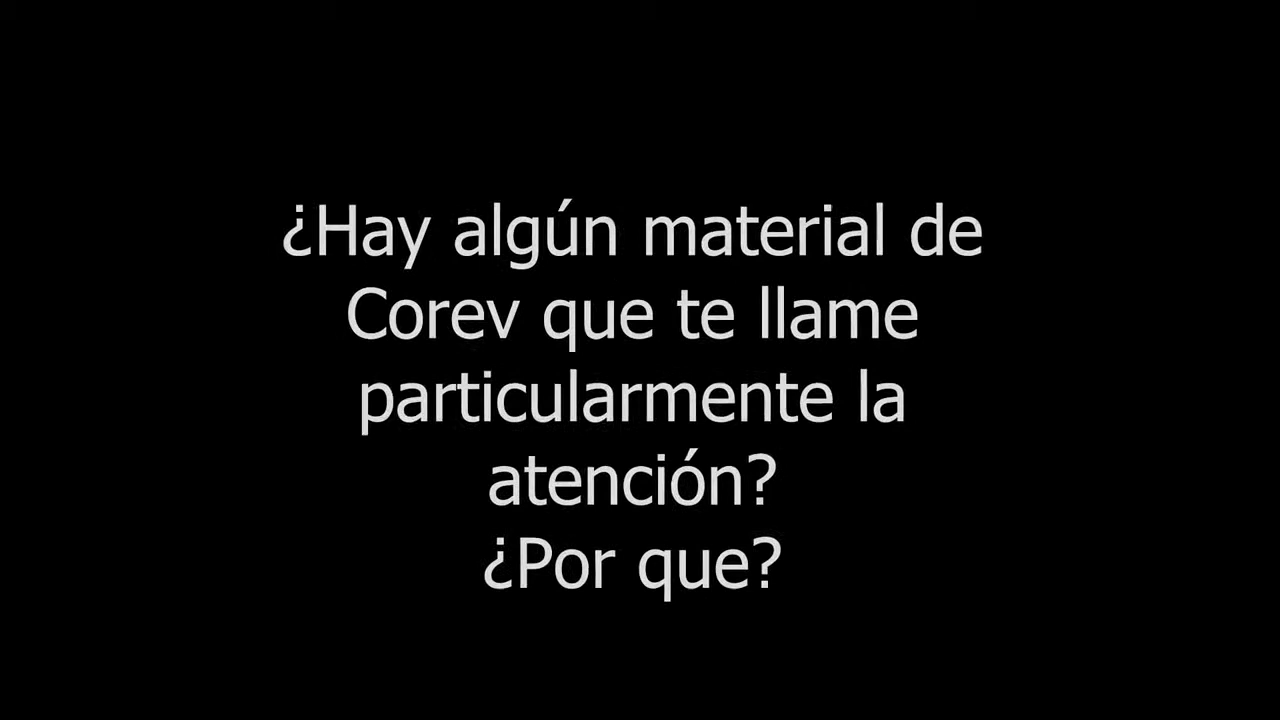 ¿Hay algún material de
Corev que te llame
particularmente la
atención?
¿Por que?